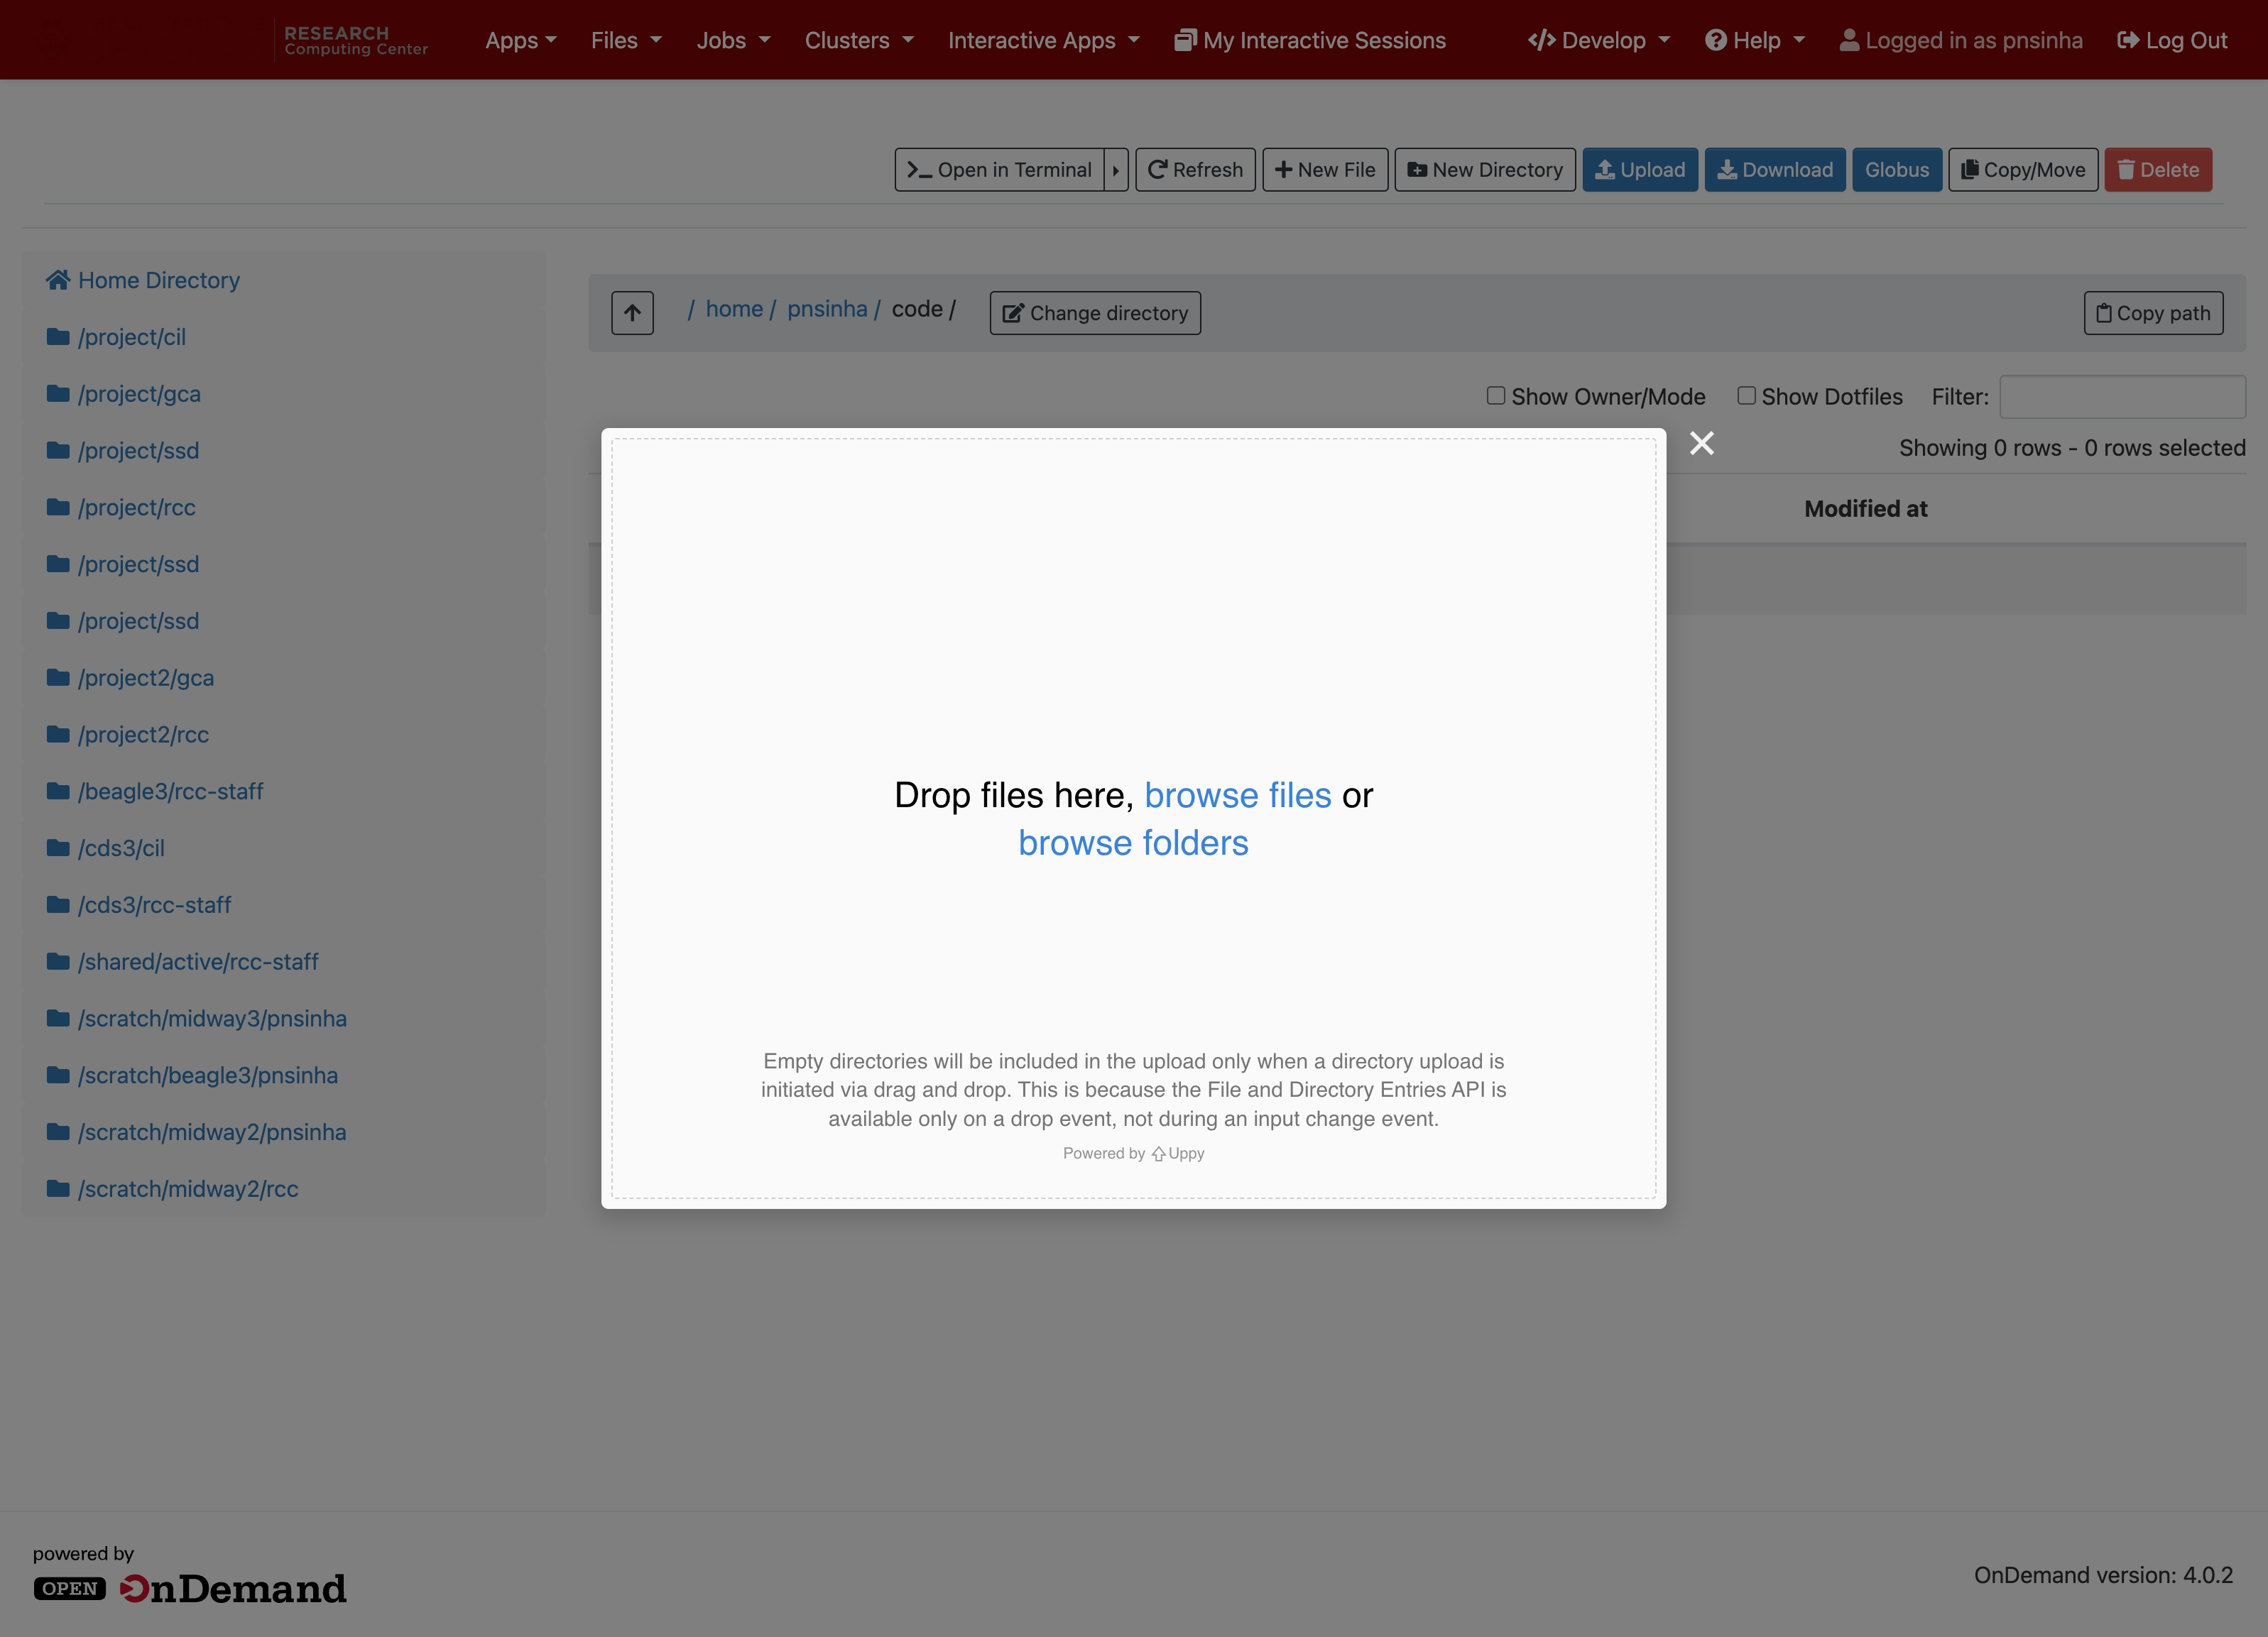 RESEARCH
Computing Center
Apps Files Jobs Clusters Interactive Apps My Interactive Sessions Develop Help Logged in as pnsinha Log Out
Open in Terminal Refresh New File New Directory Upload Download Globus Copy/Move Delete
Home Directory
/project/cil
/project/gca
/project/ssd
/project/rcc
/project/ssd
/project/ssd
/project2/gca
/project2/rcc
/beagle3/rcc-staff
/cds3/cil
/cds3/rcc-staff
/shared/active/rcc-staff
/scratch/midway3/pnsinha
/scratch/beagle3/pnsinha
/scratch/midway2/pnsinha
/scratch/midway2/rcc
/ home / pnsinha / code / Change directory Copy path
Show Owner/Mode Show Dotfiles Filter:
Showing 0 rows - 0 rows selected
Modified at
Drop files here, browse files or
browse folders
Empty directories will be included in the upload only when a directory upload is
initiated via drag and drop. This is because the File and Directory Entries API is
available only on a drop event, not during an input change event.
Powered by Uppy
powered by
OPEN OnDemand
OnDemand version: 4.0.2